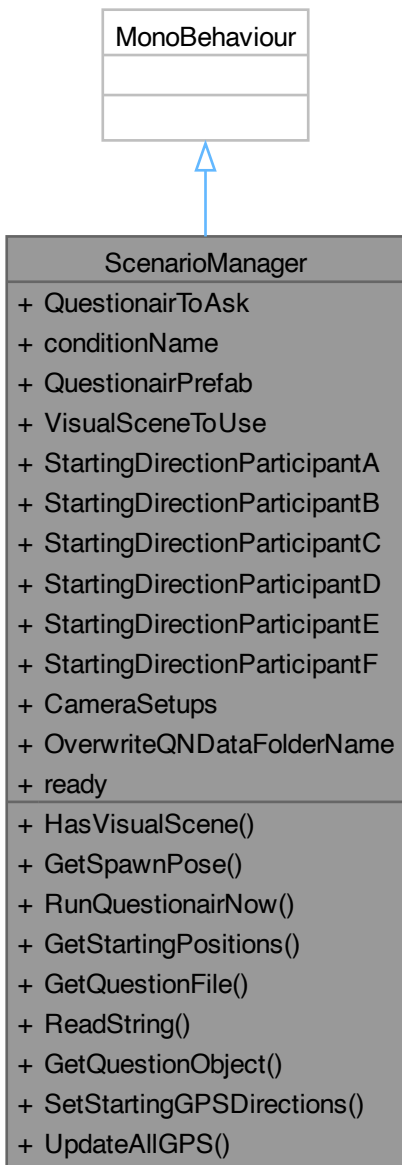 MonoBehaviour
ScenarioManager
+ QuestionairToAsk
+ conditionName
+ QuestionairPrefab
+ VisualSceneToUse
+ StartingDirectionParticipantA
+ StartingDirectionParticipantB
+ StartingDirectionParticipantC
+ StartingDirectionParticipantD
+ StartingDirectionParticipantE
+ StartingDirectionParticipantF
+ CameraSetups
+ OverwriteQNDataFolderName
+ ready
+ HasVisualScene()
+ GetSpawnPose()
+ RunQuestionairNow()
+ GetStartingPositions()
+ GetQuestionFile()
+ ReadString()
+ GetQuestionObject()
+ SetStartingGPSDirections()
+ UpdateAllGPS()